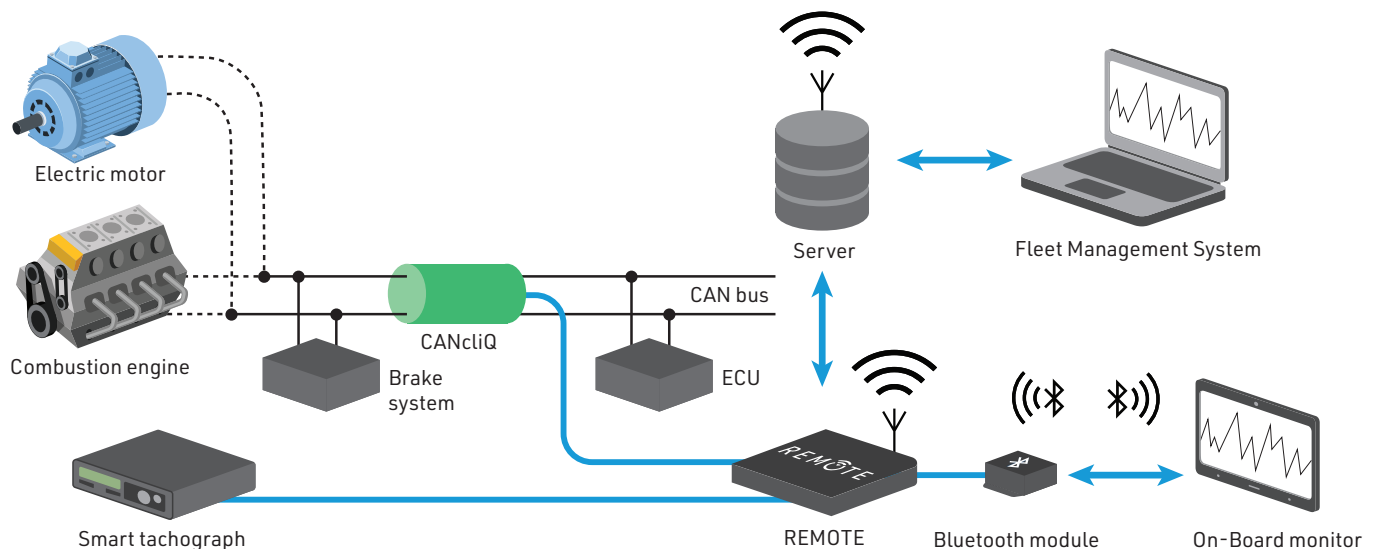 Electric motor
Server
Fleet Management System
CAN bus
CANcliQ
Combustion engine
Brake
system
ECU
REMOTE
Smart tachograph
REMOTE
Bluetooth module
On-Board monitor